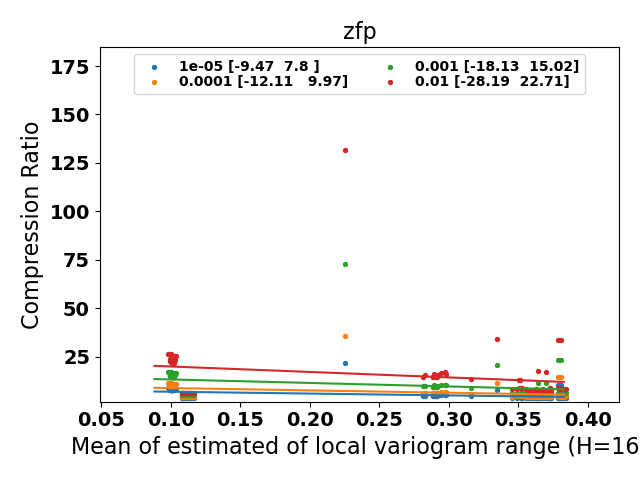 zfp
1e-05 [-9.47  7.8 ]
0.0001 [-12.11   9.97]
0.001 [-18.13  15.02]
0.01 [-28.19  22.71]
Compression Ratio
175
150
125
100
75
50
25
0.05 0.10 0.15 0.20 0.25 0.30 0.35 0.40
Mean of estimated of local variogram range (H=16